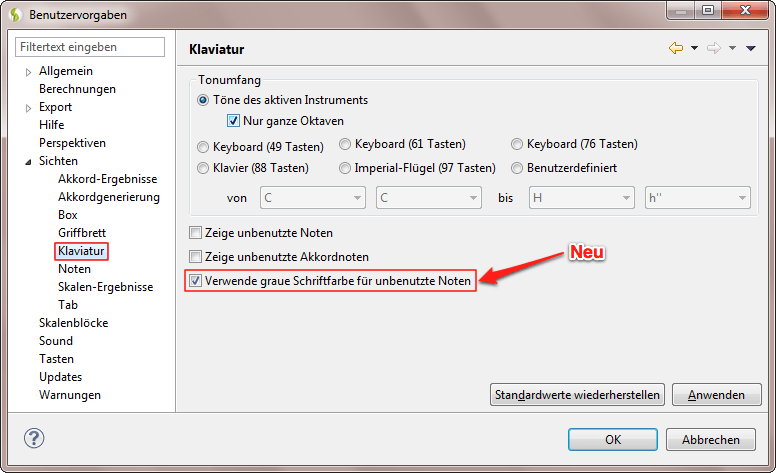 Benutzervorgaben
Filtertext eingeben
Allgemein
Berechnungen
Export
Hilfe
Perspektiven
Sichten
Akkord-Ergebnisse
Akkordgenerierung
Box
Griffbrett
Klaviatur
Noten
Skalen-Ergebnisse
Tab
Skalenblöcke
Sound
Tasten
Updates
Warnungen
Klaviatur
Tonumfang
Töne des aktiven Instruments
Nur ganze Oktaven
Keyboard (49 Tasten) Keyboard (61 Tasten) Keyboard (76 Tasten)
Klavier (88 Tasten) Imperial-Flügel (97 Tasten) Benutzerdefiniert
von C C bis H h''
Zeige unbenutzte Noten
Zeige unbenutzte Akkordnoten
Verwende graue Schriftfarbe für unbenutzte Noten
Neu
Standardwerte wiederherstellen Anwenden
? OK Abbrechen